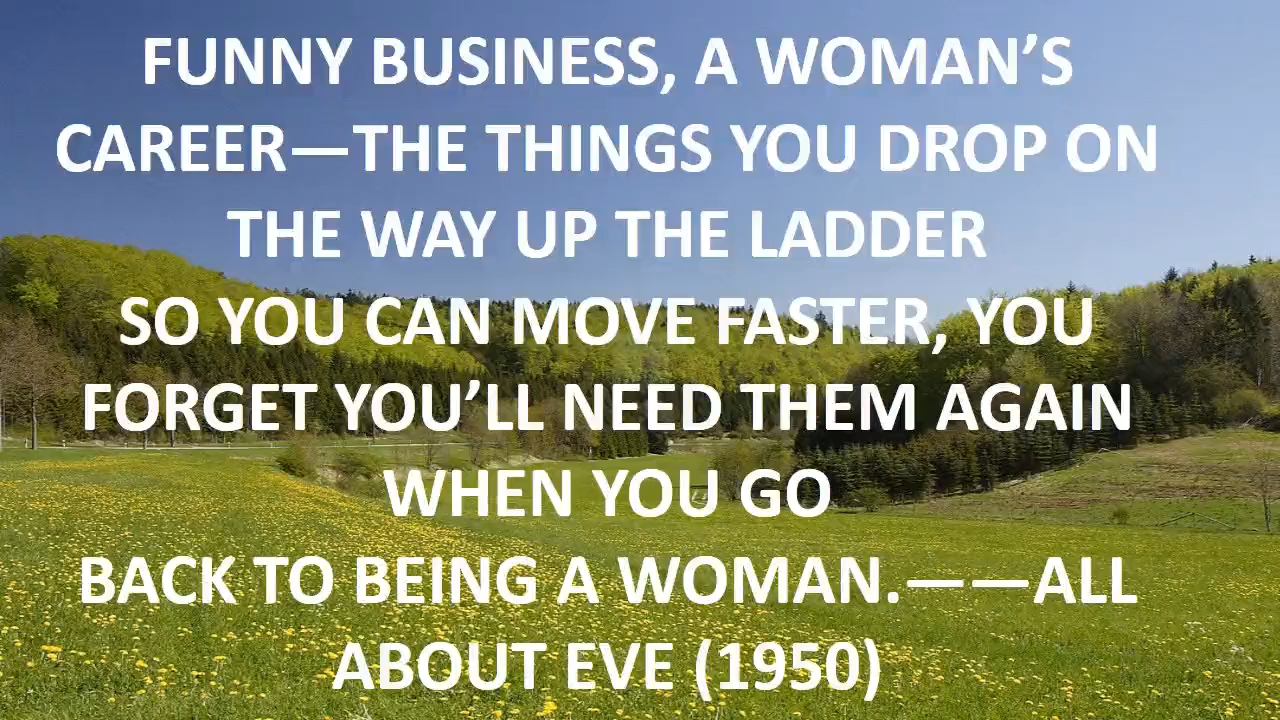 FUNNY BUSINESS, A WOMAN’S
CAREER—THE THINGS YOU DROP ON
THE WAY UP THE LADDER
SO YOU CAN MOVE FASTER, YOU
FORGET YOU’LL NEED THEM AGAIN
WHEN YOU GO
BACK TO BEING A WOMAN.——ALL
ABOUT EVE (1950)